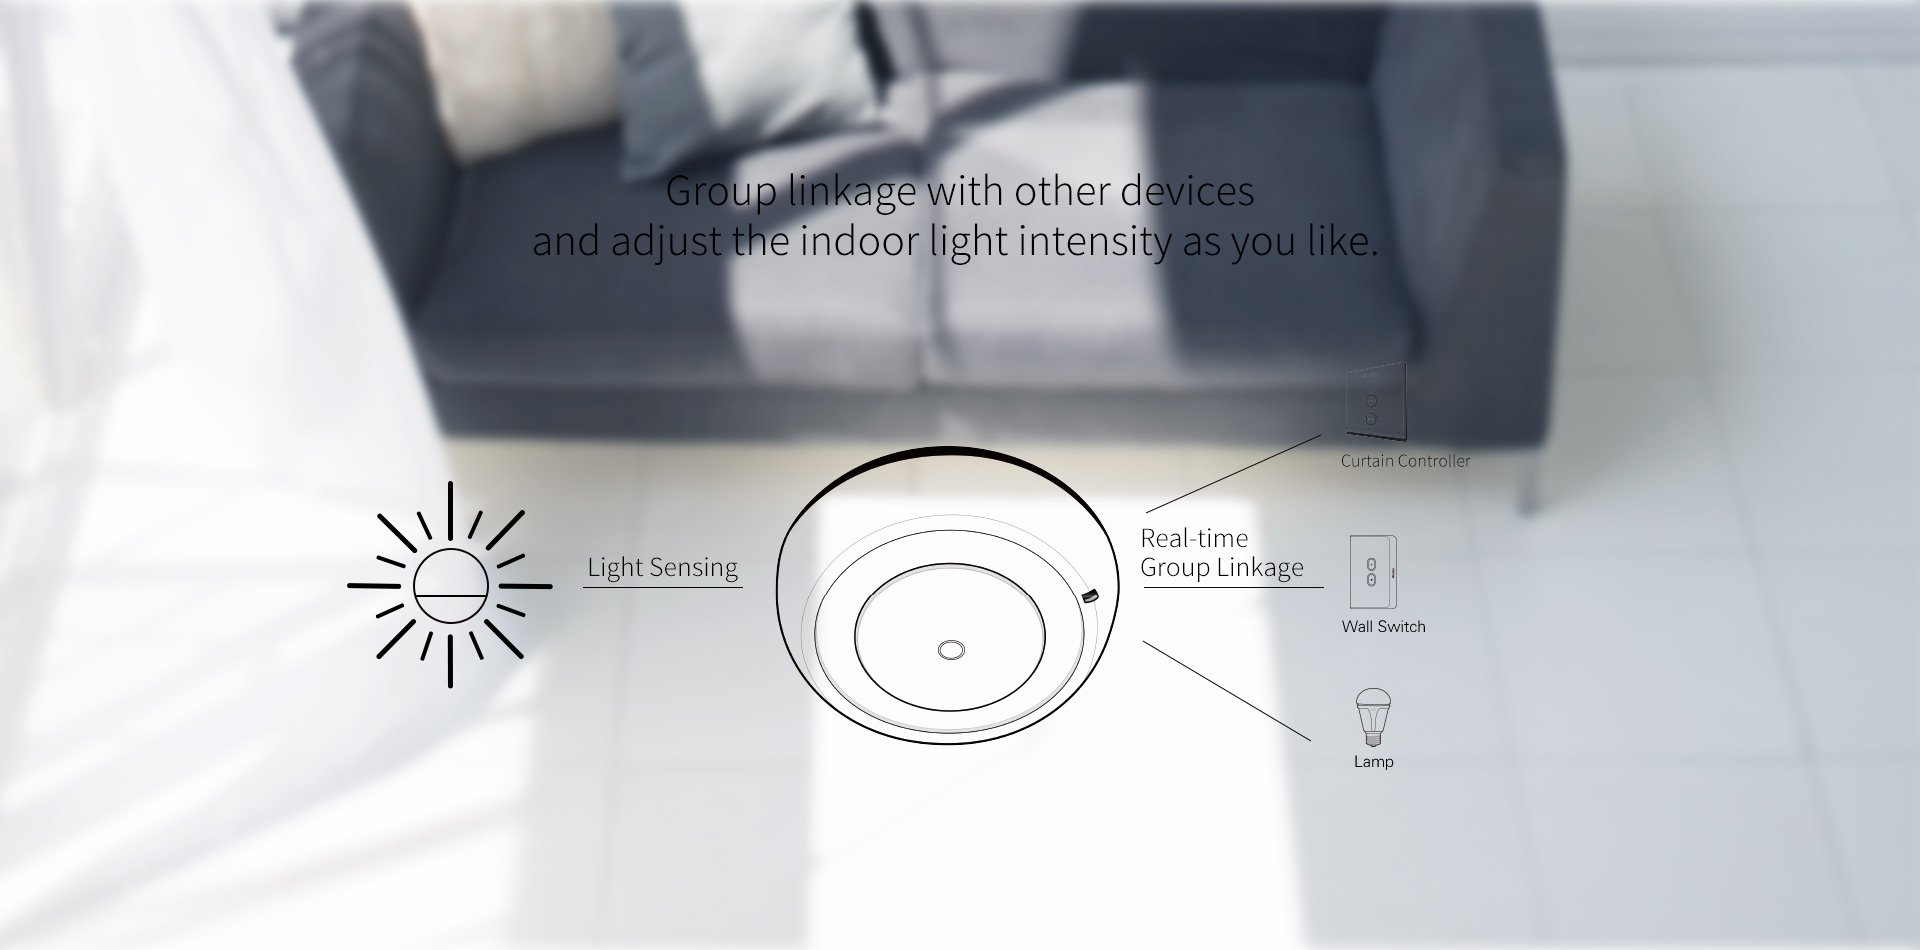 Group linkage with other devices
and adjust the indoor light intensity as you like.
Light Sensing
Real-time
Group Linkage
Curtain Controller
Wall Switch
Lamp